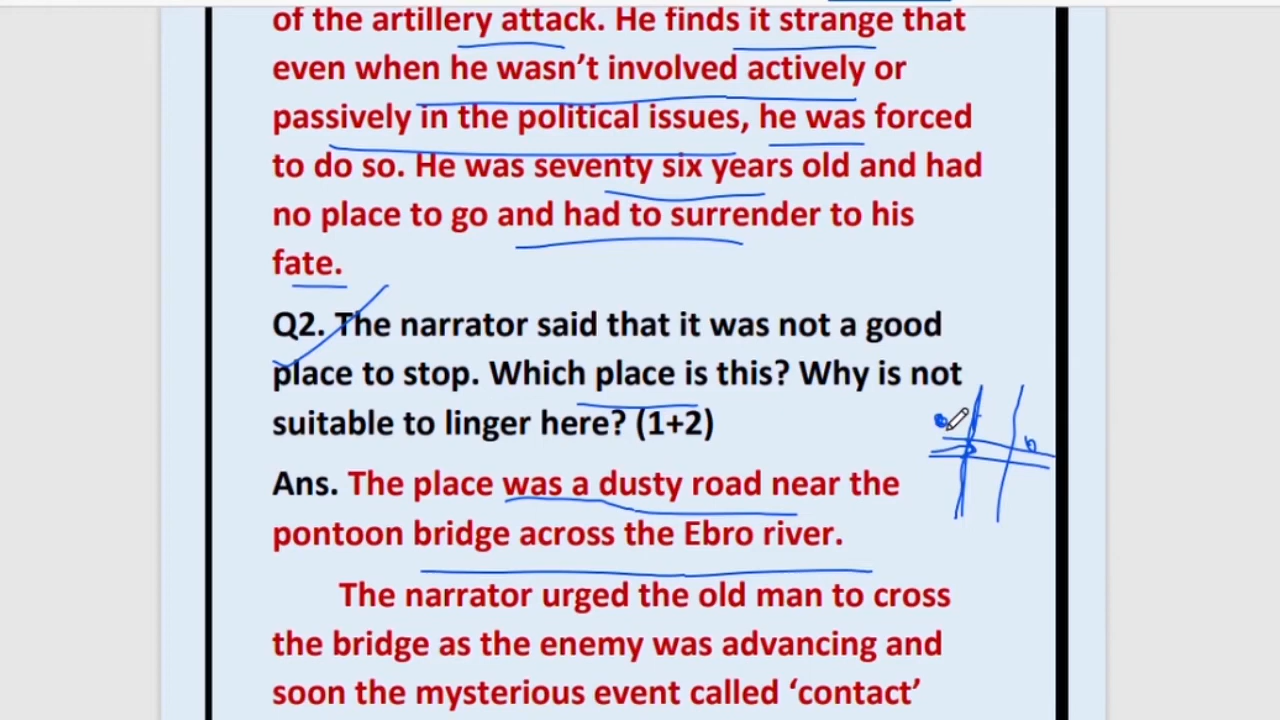 of the artillery attack. He finds it strange that
even when he wasn’t involved actively or
passively in the political issues, he was forced
to do so. He was seventy six years old and had
no place to go and had to surrender to his
fate.
Q2. The narrator said that it was not a good
place to stop. Which place is this? Why is not
suitable to linger here? (1+2)
Ans. The place was a dusty road near the
pontoon bridge across the Ebro river.
The narrator urged the old man to cross
the bridge as the enemy was advancing and
soon the mysterious event called ‘contact’